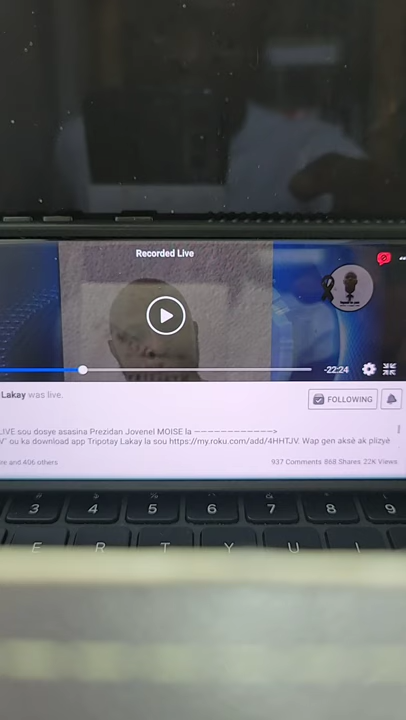 Recorded Live
-22:24
Lakay was live.
FOLLOWING
LIVE sou dosye asasina Prezidan Jovenel MOISE la ————————————>
ou ka download app Tripotay Lakay la sou https://my.roku.com/add/4HHTJV. Wap gen aksè ak plizyè
re and 406 others
937 Comments 868 Shares 22K Views
3 4 5 6 7 8 9
E R T Y U I